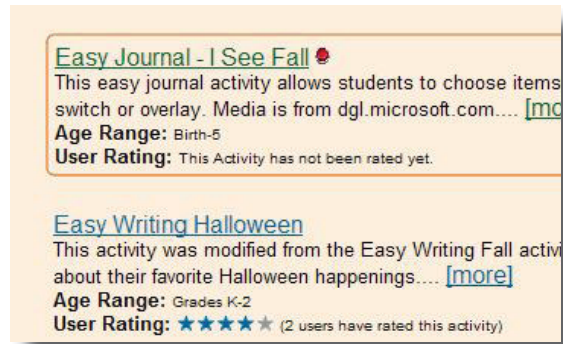 Easy Journal - I See Fall
This easy journal activity allows students to choose items
switch or overlay. Media is from dgl.microsoft.com.... [mo
Age Range: Birth-5
User Rating: This Activity has not been rated yet.
Easy Writing Halloween
This activity was modified from the Easy Writing Fall activi
about their favorite Halloween happenings.... [more]
Age Range: Grades K-2
User Rating: ★★★★★ (2 users have rated this activity)